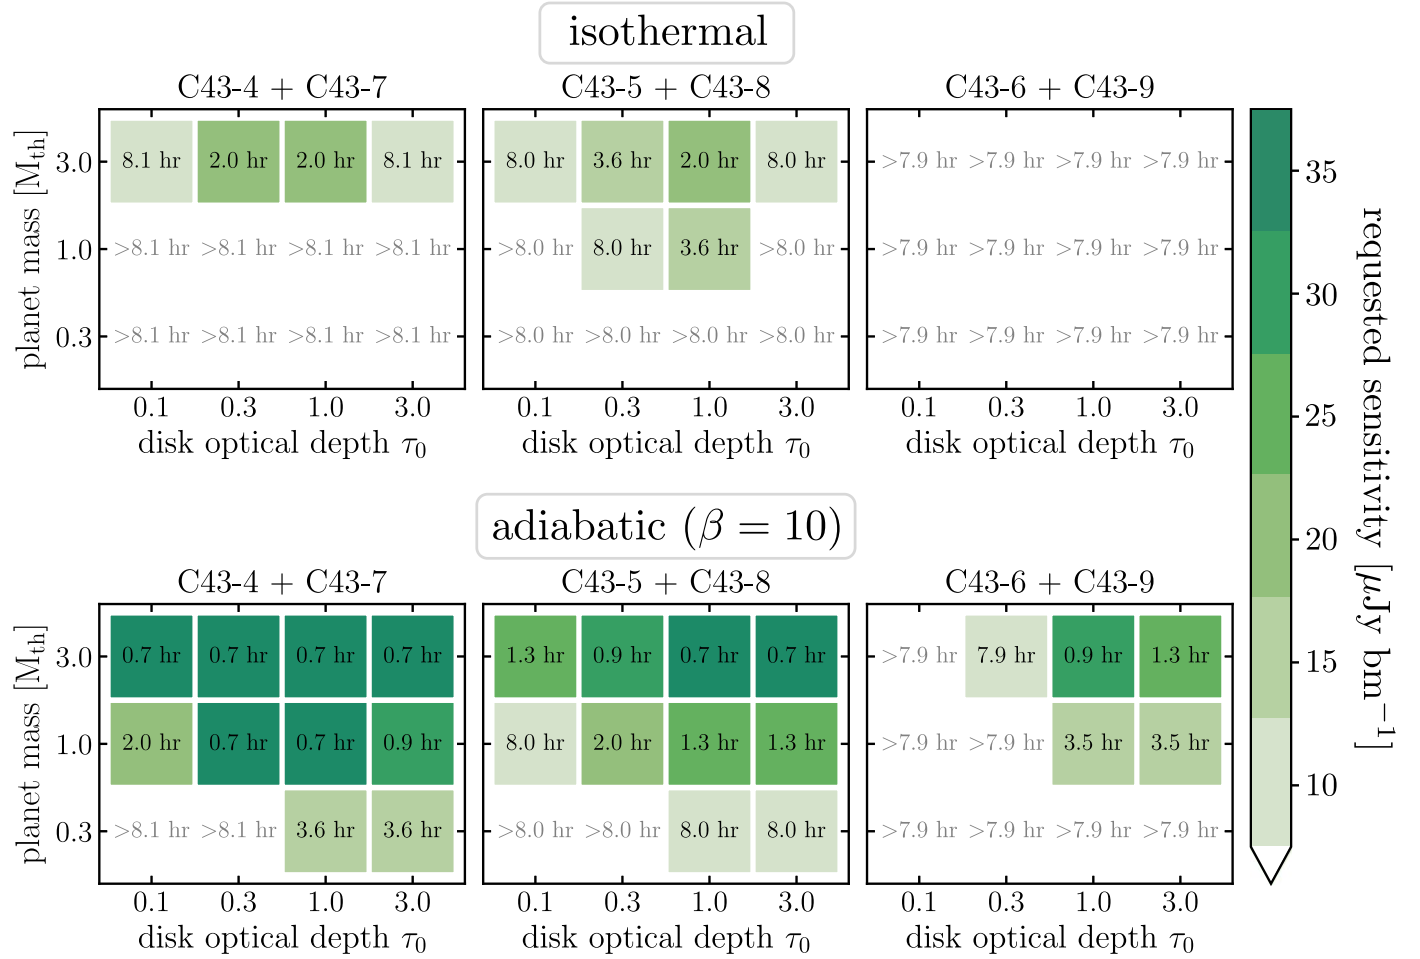 isothermal
C43-4 + C43-7 C43-5 + C43-8 C43-6 + C43-9
3.0 8.1 hr 2.0 hr 2.0 hr 8.1 hr 8.0 hr 3.6 hr 2.0 hr 8.0 hr >7.9 hr >7.9 hr >7.9 hr >7.9 hr
1.0 >8.1 hr >8.1 hr >8.1 hr >8.1 hr >8.0 hr 8.0 hr 3.6 hr >8.0 hr >7.9 hr >7.9 hr >7.9 hr >7.9 hr
0.3 >8.1 hr >8.1 hr >8.1 hr >8.1 hr >8.0 hr >8.0 hr >8.0 hr >8.0 hr >7.9 hr >7.9 hr >7.9 hr >7.9 hr
planet mass [M_th]
0.1 0.3 1.0 3.0 0.1 0.3 1.0 3.0 0.1 0.3 1.0 3.0
disk optical depth τ₀ disk optical depth τ₀ disk optical depth τ₀
adiabatic (β = 10)
C43-4 + C43-7 C43-5 + C43-8 C43-6 + C43-9
3.0 0.7 hr 0.7 hr 0.7 hr 0.7 hr 1.3 hr 0.9 hr 0.7 hr 0.7 hr >7.9 hr 7.9 hr 0.9 hr 1.3 hr
1.0 2.0 hr 0.7 hr 0.7 hr 0.9 hr 8.0 hr 2.0 hr 1.3 hr 1.3 hr >7.9 hr >7.9 hr 3.5 hr 3.5 hr
0.3 >8.1 hr >8.1 hr 3.6 hr 3.6 hr >8.0 hr >8.0 hr 8.0 hr 8.0 hr >7.9 hr >7.9 hr >7.9 hr >7.9 hr
planet mass [M_th]
0.1 0.3 1.0 3.0 0.1 0.3 1.0 3.0 0.1 0.3 1.0 3.0
disk optical depth τ₀ disk optical depth τ₀ disk optical depth τ₀
35
30
25
20
15
10
requested sensitivity [μJy bm⁻¹]